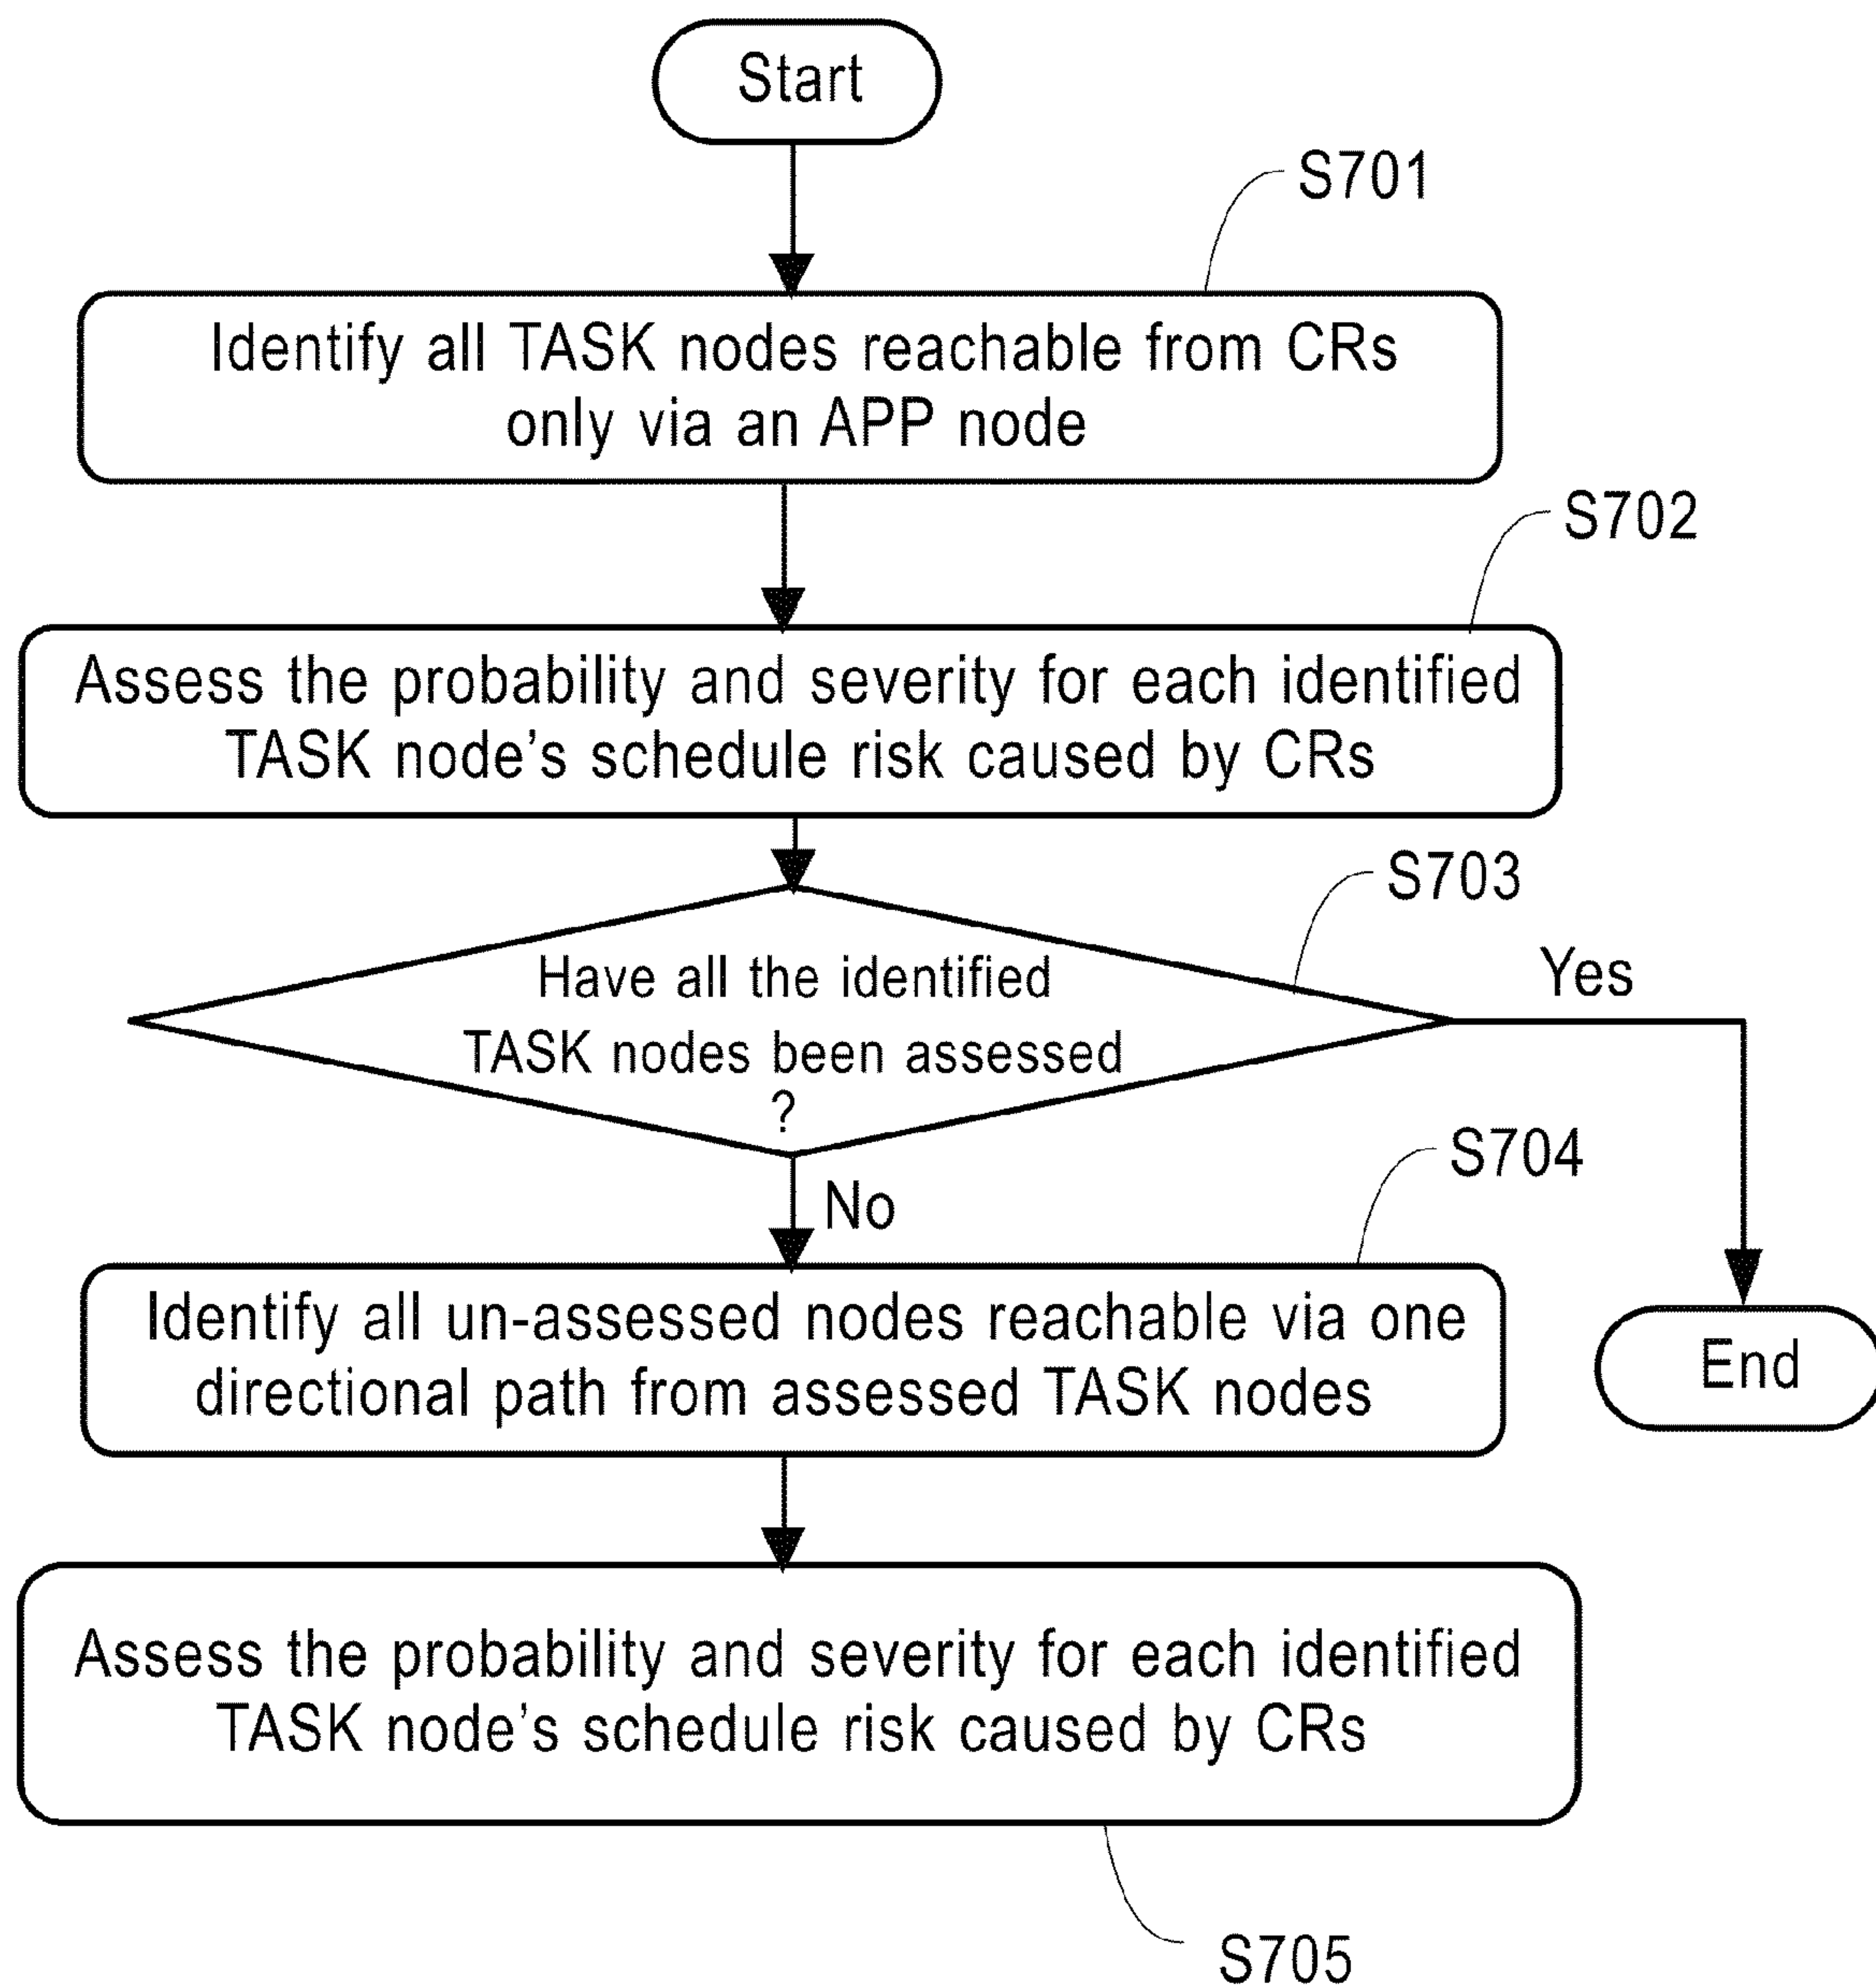 Start
S701
Identify all TASK nodes reachable from CRs
only via an APP node
S702
Assess the probability and severity for each identified
TASK node's schedule risk caused by CRs
S703
Have all the identified
TASK nodes been assessed
?
Yes
No
S704
Identify all un-assessed nodes reachable via one
directional path from assessed TASK nodes
End
Assess the probability and severity for each identified
TASK node's schedule risk caused by CRs
S705